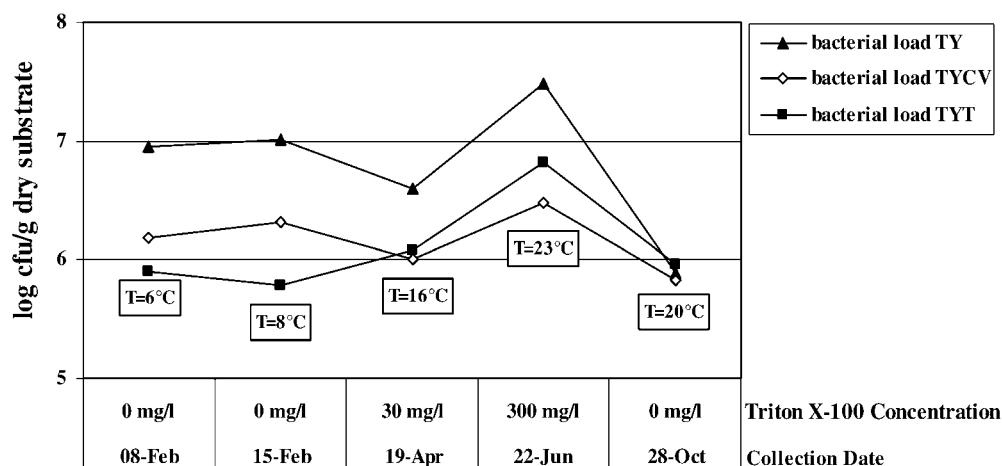 8
7
6
5
log cfu/g dry substrate
bacterial load TY
bacterial load TYCV
bacterial load TYT
T=6°C
T=8°C
T=16°C
T=23°C
T=20°C
0 mg/l 0 mg/l 30 mg/l 300 mg/l 0 mg/l Triton X-100 Concentration
08-Feb 15-Feb 19-Apr 22-Jun 28-Oct Collection Date